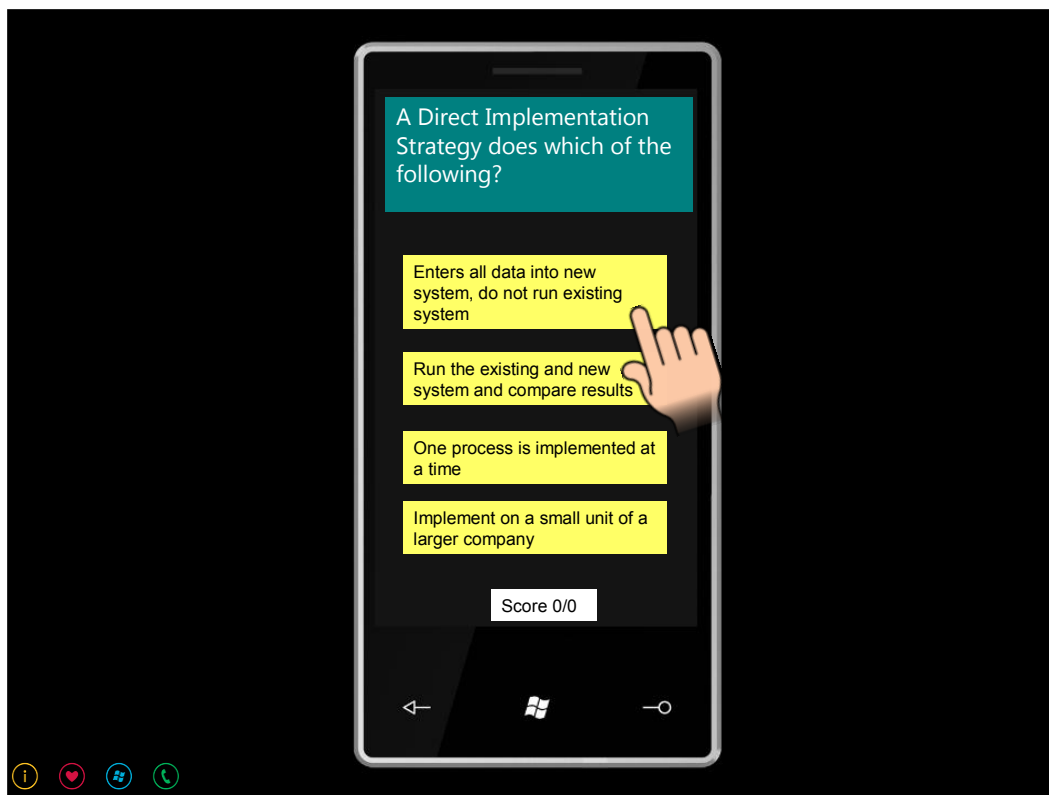 A Direct Implementation
Strategy does which of the
following?
Enters all data into new
system, do not run existing
system
Run the existing and new
system and compare results
One process is implemented at
a time
Implement on a small unit of a
larger company
Score 0/0